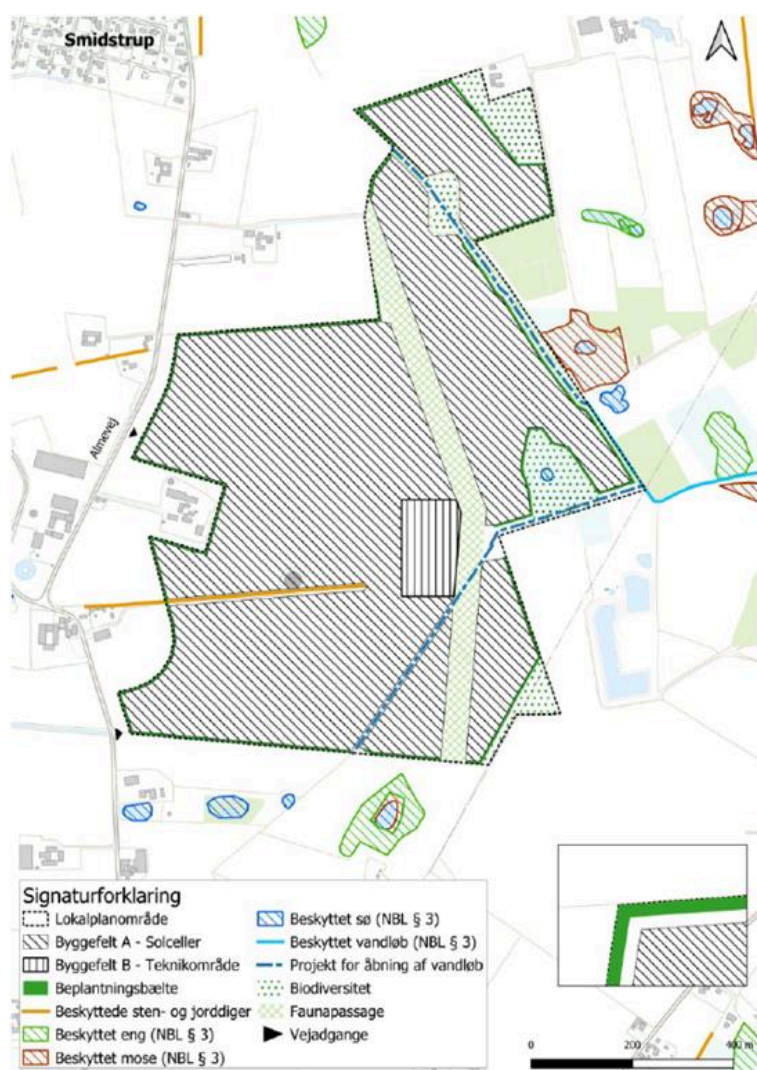 Smidstrup
Almevej
Signaturforklaring
Lokalplanområde
Byggefelt A - Solceller
Byggefelt B - Teknikområde
Beplantningsbælte
Beskyttede sten- og jorddiger
Beskyttet eng (NBL § 3)
Beskyttet mose (NBL § 3)
Beskyttet sø (NBL § 3)
Beskyttet vandløb (NBL § 3)
Projekt for åbning af vandløb
Biodiversitet
Faunapassage
Vejadgange
0 200 400 m